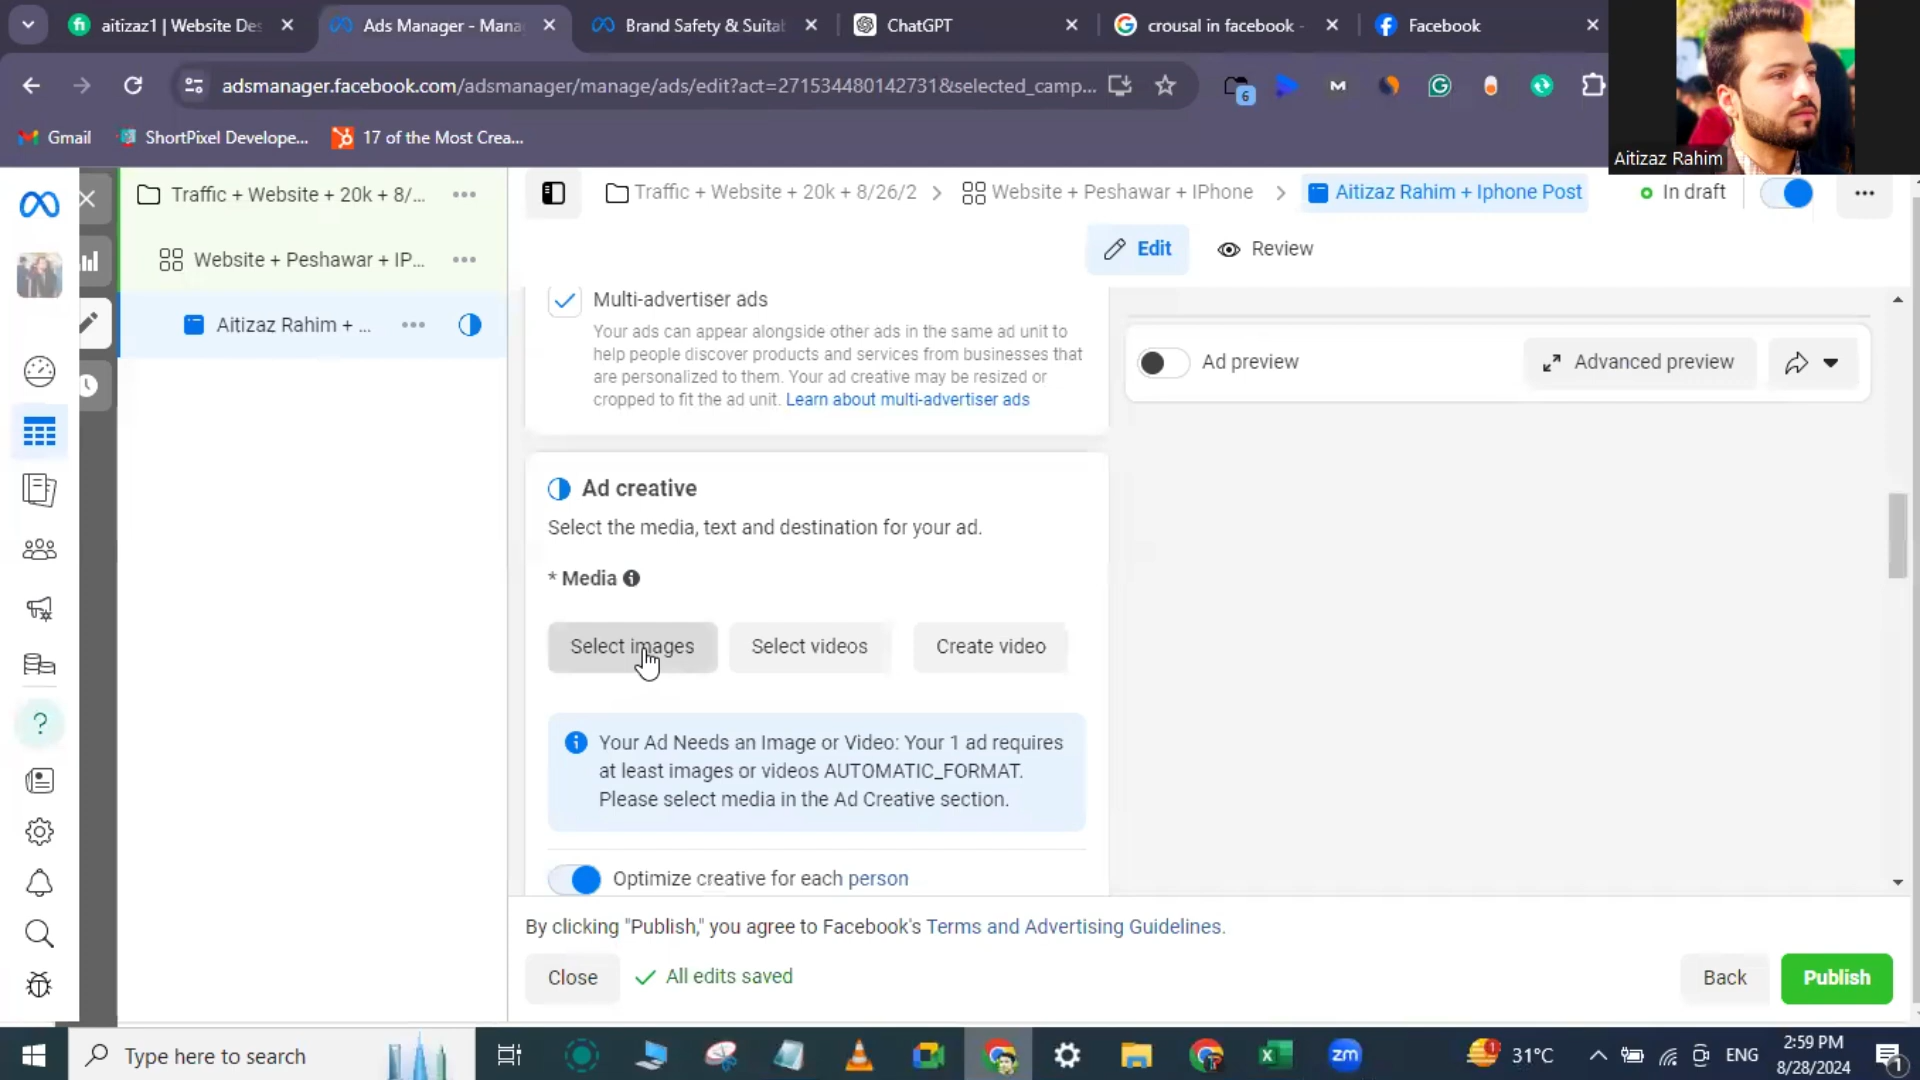 aitizaz1 | Website Des
Ads Manager - Mana
Brand Safety & Suitab
ChatGPT
crousal in facebook -
Facebook
adsmanager.facebook.com/adsmanager/manage/ads/edit?act=271534480142731&selected_camp...
6
Gmail
ShortPixel Develope...
17 of the Most Crea...
Aitizaz Rahim
Traffic + Website + 20k + 8/...
Website + Peshawar + IP...
Aitizaz Rahim + ...
Traffic + Website + 20k + 8/26/2
Website + Peshawar + IPhone
Aitizaz Rahim + Iphone Post
In draft
Edit
Review
Multi-advertiser ads
Your ads can appear alongside other ads in the same ad unit to
help people discover products and services from businesses that
are personalized to them. Your ad creative may be resized or
cropped to fit the ad unit. Learn about multi-advertiser ads
Ad preview
Advanced preview
Ad creative
Select the media, text and destination for your ad.
* Media
Select images
Select videos
Create video
Your Ad Needs an Image or Video: Your 1 ad requires
at least images or videos AUTOMATIC_FORMAT.
Please select media in the Ad Creative section.
Optimize creative for each person
By clicking "Publish," you agree to Facebook's Terms and Advertising Guidelines.
Close
All edits saved
Back
Publish
Type here to search
zm
31°C
ENG
2:59 PM
8/28/2024
1